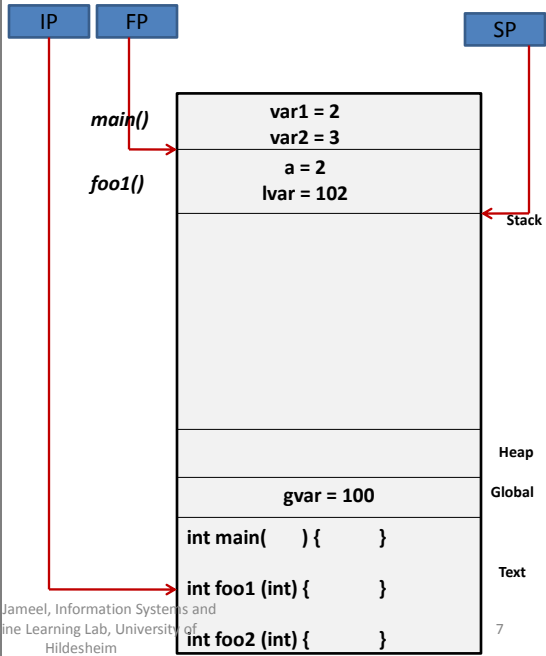 IP FP SP
main()
var1 = 2
var2 = 3
foo1()
a = 2
lvar = 102
Stack
Heap
gvar = 100 Global
int main( ) { }
Text
int foo1 (int) { }
Jameel, Information Systems and
ine Learning Lab, University of
Hildesheim
int foo2 (int) { }
7